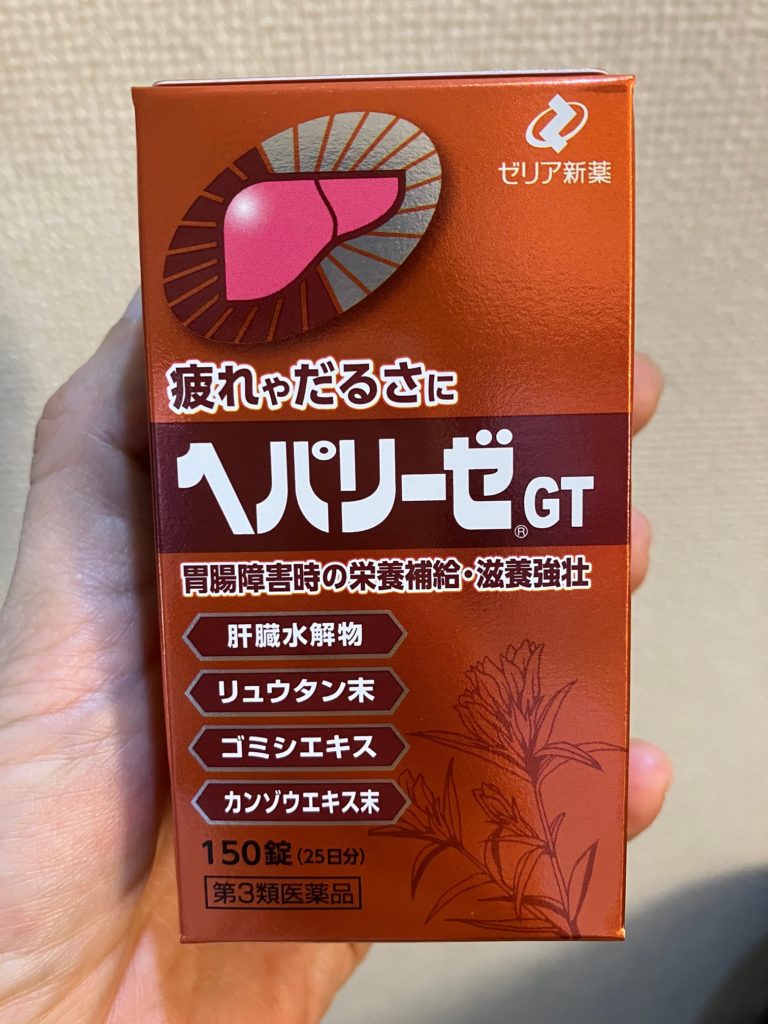 ゼリア新薬
疲れやだるさに
ヘパリーゼ®GT
胃腸障害時の栄養補給・滋養強壮
肝臓水解物
リュウタン末
ゴミシエキス
カンゾウエキス末
150錠(25日分)
第3類医薬品